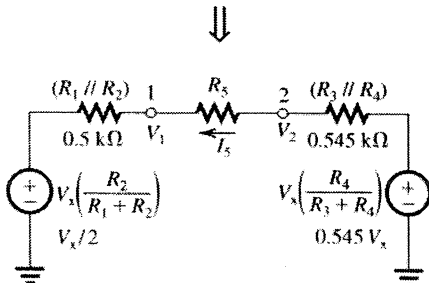 (R₁ // R₂) 1 R₅ 2 (R₃ // R₄)
0.5 kΩ V₁ I₅ V₂ 0.545 kΩ
+ Vₓ(R₂ / R₁ + R₂) Vₓ(R₄ / R₃ + R₄) +
− −
Vₓ/2 0.545 Vₓ